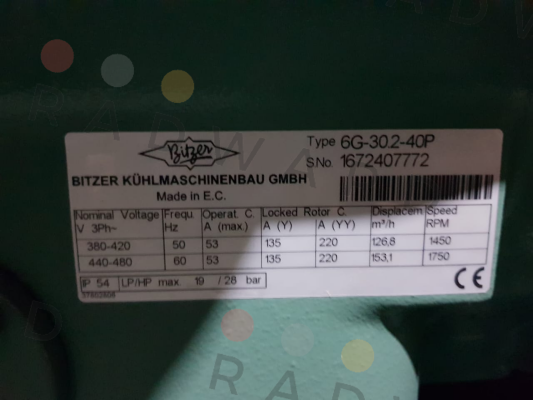 Bitzer
Type 6G-30.2-40P
S.No. 1672407772
BITZER KÜHLMASCHINENBAU GMBH
Made in E.C.
Nominal Voltage Frequ. Operat. C. Locked Rotor C. Displacem. Speed
V 3Ph~ Hz A (max.) A (Y) A (YY) m³/h RPM
380-420 50 53 135 220 126,8 1450
440-480 60 53 135 220 153,1 1750
IP 54 LP/HP max. 19 / 28 bar CE
RADWAG
RAD